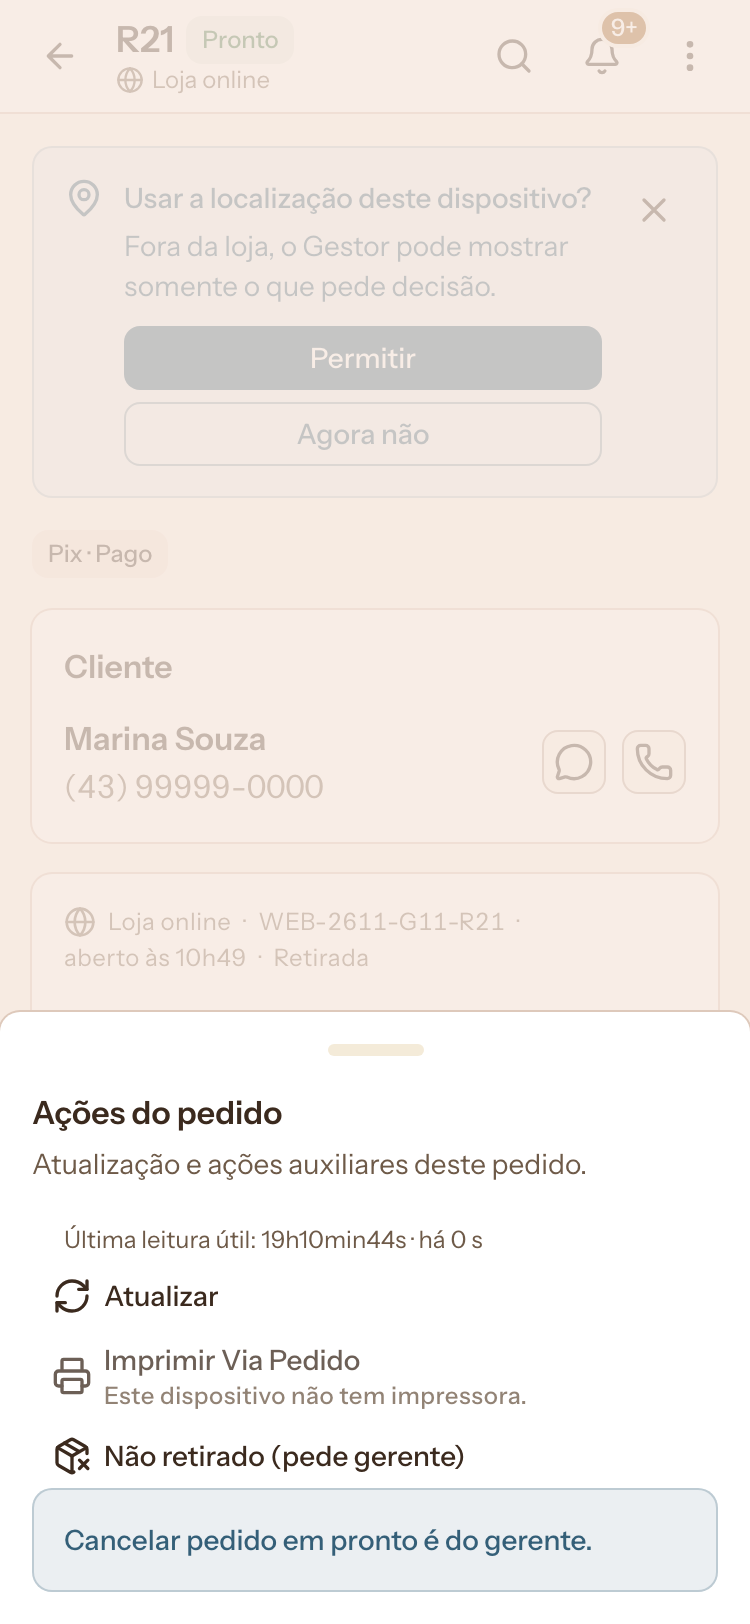 R21 Pronto
Loja online
9+
Usar a localização deste dispositivo?
Fora da loja, o Gestor pode mostrar
somente o que pede decisão.
Permitir
Agora não
Pix · Pago
Cliente
Marina Souza
(43) 99999-0000
Loja online · WEB-2611-G11-R21 ·
aberto às 10h49 · Retirada
Ações do pedido
Atualização e ações auxiliares deste pedido.
Última leitura útil: 19h10min44s · há 0 s
Atualizar
Imprimir Via Pedido
Este dispositivo não tem impressora.
Não retirado (pede gerente)
Cancelar pedido em pronto é do gerente.